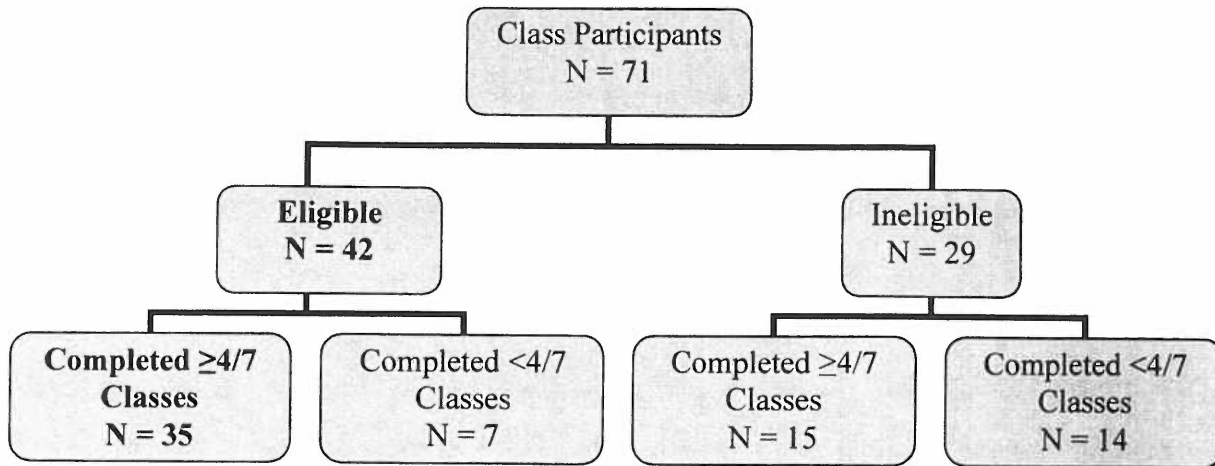 Class Participants
N = 71
Eligible
N = 42
Ineligible
N = 29
Completed ≥4/7
Classes
N = 35
Completed <4/7
Classes
N = 7
Completed ≥4/7
Classes
N = 15
Completed <4/7
Classes
N = 14